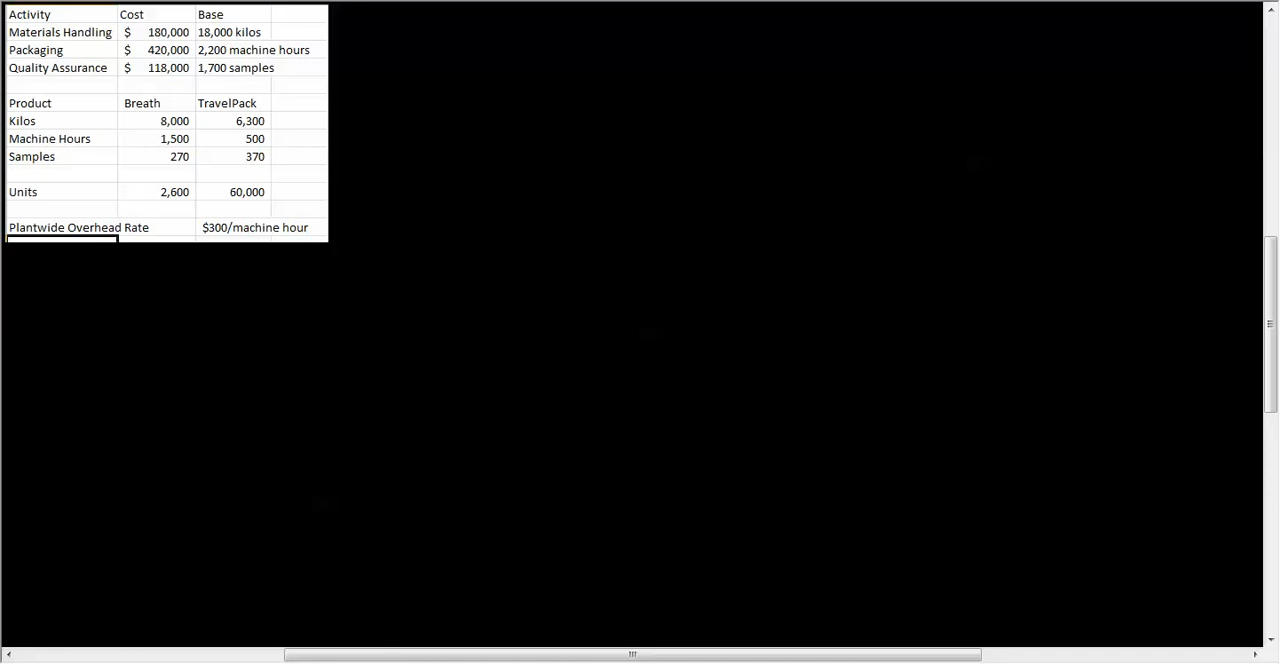 Activity Cost Base
Materials Handling $ 180,000 18,000 kilos
Packaging $ 420,000 2,200 machine hours
Quality Assurance $ 118,000 1,700 samples
Product Breath TravelPack
Kilos 8,000 6,300
Machine Hours 1,500 500
Samples 270 370
Units 2,600 60,000
Plantwide Overhead Rate $300/machine hour